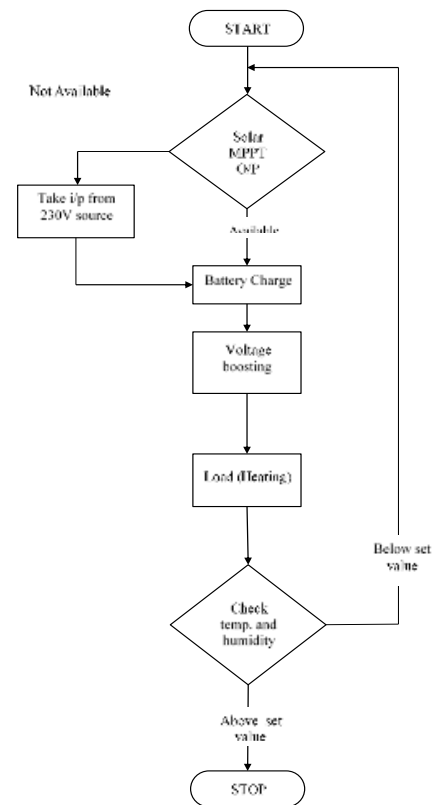 START
Not Available
Solar
MPPT
O/P
Take i/p from
230V source
Available
Battery Charge
Voltage
boosting
Load (Heating)
Below set
value
Check
temp. and
humidity
Above set
value
STOP